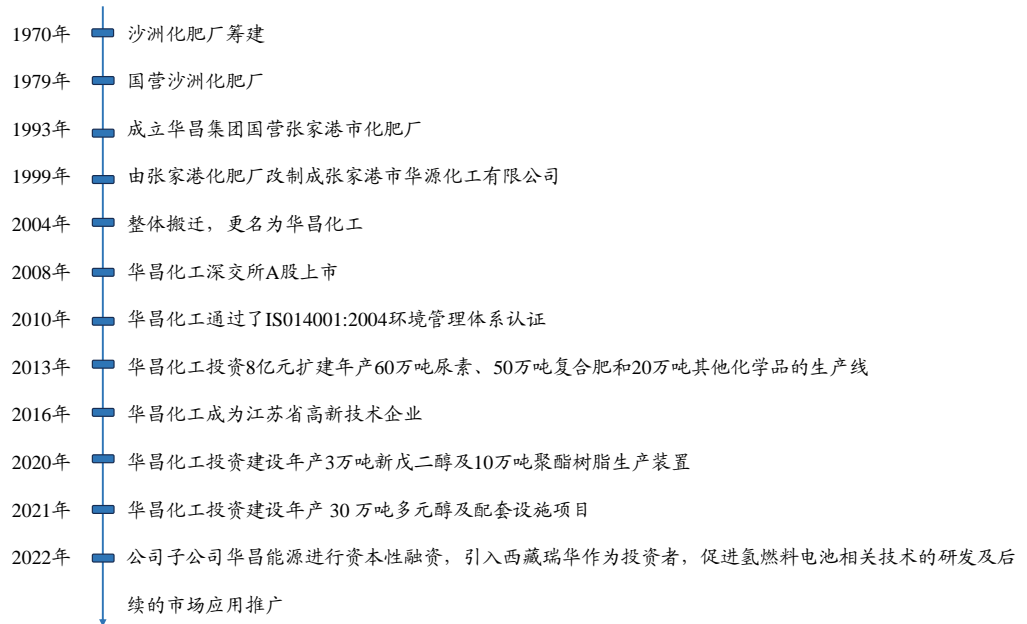 1970年 沙洲化肥厂筹建
1979年 国营沙洲化肥厂
1993年 成立华昌集团国营张家港市化肥厂
1999年 由张家港化肥厂改制成张家港市华源化工有限公司
2004年 整体搬迁，更名为华昌化工
2008年 华昌化工深交所A股上市
2010年 华昌化工通过了IS014001:2004环境管理体系认证
2013年 华昌化工投资8亿元扩建年产60万吨尿素、50万吨复合肥和20万吨其他化学品的生产线
2016年 华昌化工成为江苏省高新技术企业
2020年 华昌化工投资建设年产3万吨新戊二醇及10万吨聚酯树脂生产装置
2021年 华昌化工投资建设年产 30 万吨多元醇及配套设施项目
2022年 公司子公司华昌能源进行资本性融资，引入西藏瑞华作为投资者，促进氢燃料电池相关技术的研发及后
续的市场应用推广